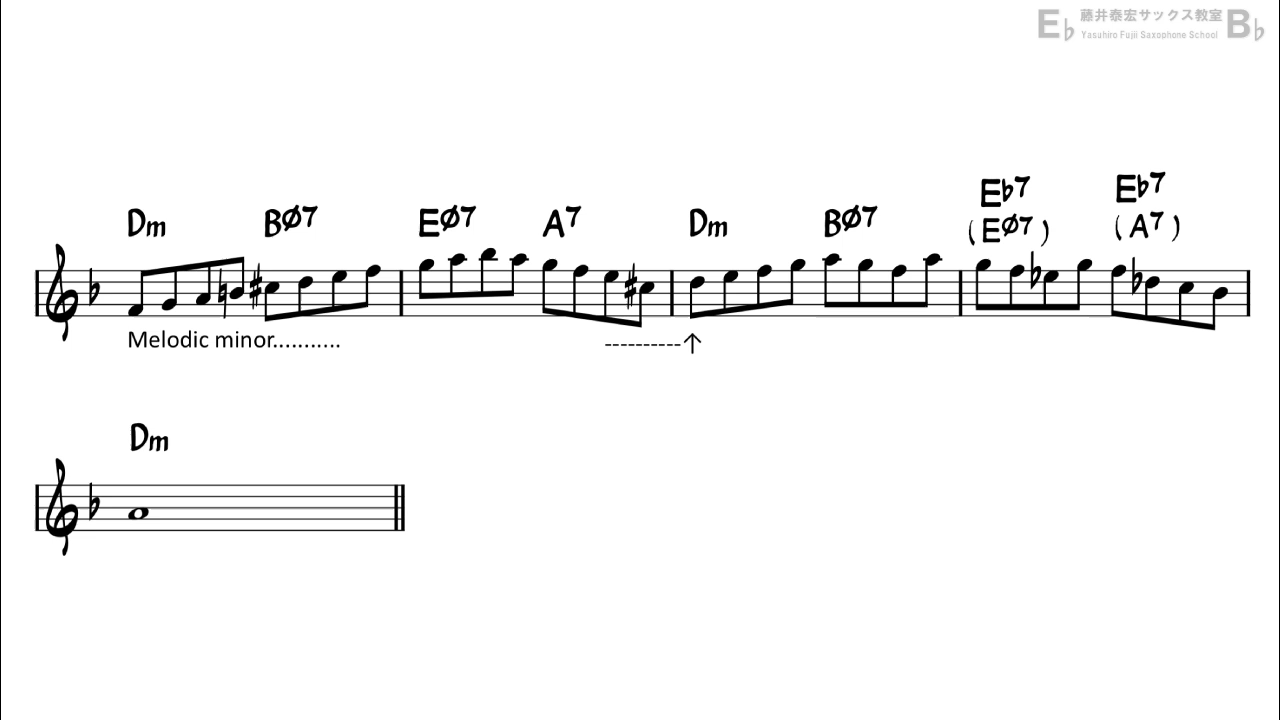 E♭ 藤井泰宏サックス教室 B♭
Yasuhiro Fujii Saxophone School
E♭7 E♭7
Dm BØ7 EØ7 A7 Dm BØ7 (EØ7) (A7)
Melodic minor........... ----------↑
Dm